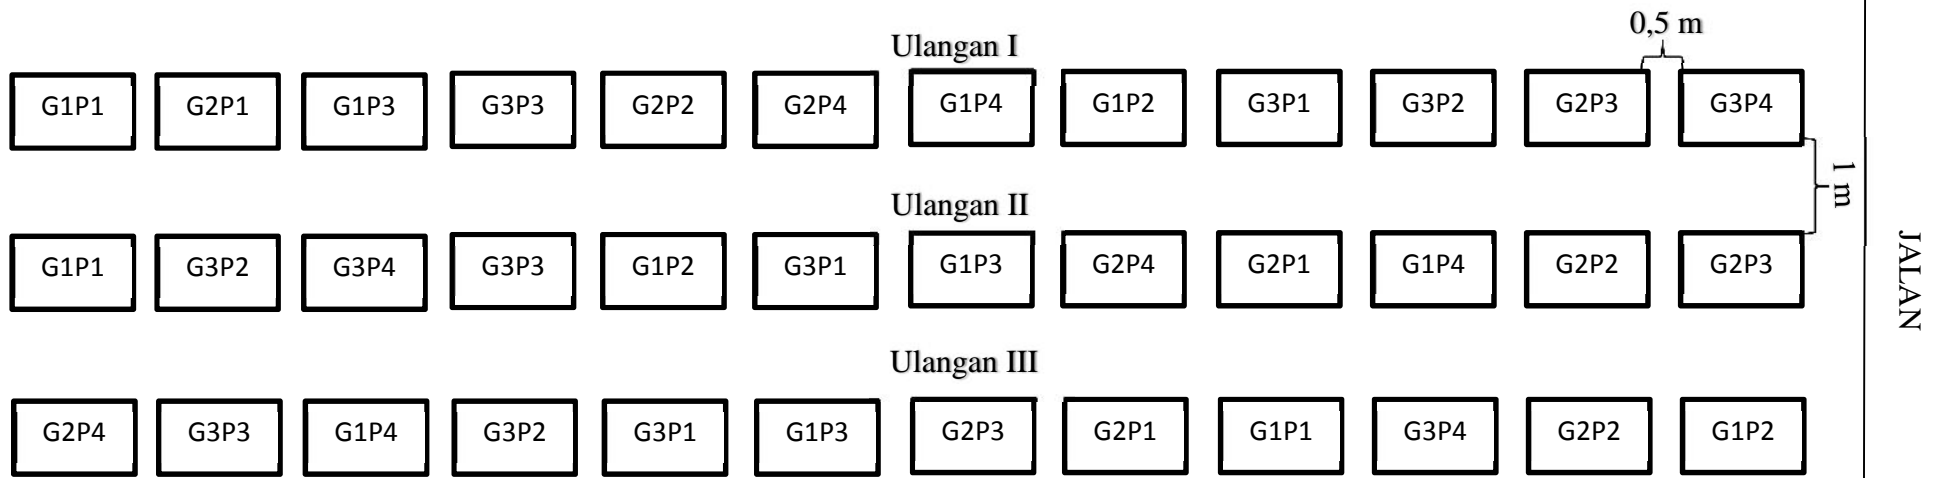 0,5 m
Ulangan I
G1P1 G2P1 G1P3 G3P3 G2P2 G2P4 G1P4 G1P2 G3P1 G3P2 G2P3 G3P4
1 m
Ulangan II
G1P1 G3P2 G3P4 G3P3 G1P2 G3P1 G1P3 G2P4 G2P1 G1P4 G2P2 G2P3
JALAN
Ulangan III
G2P4 G3P3 G1P4 G3P2 G3P1 G1P3 G2P3 G2P1 G1P1 G3P4 G2P2 G1P2